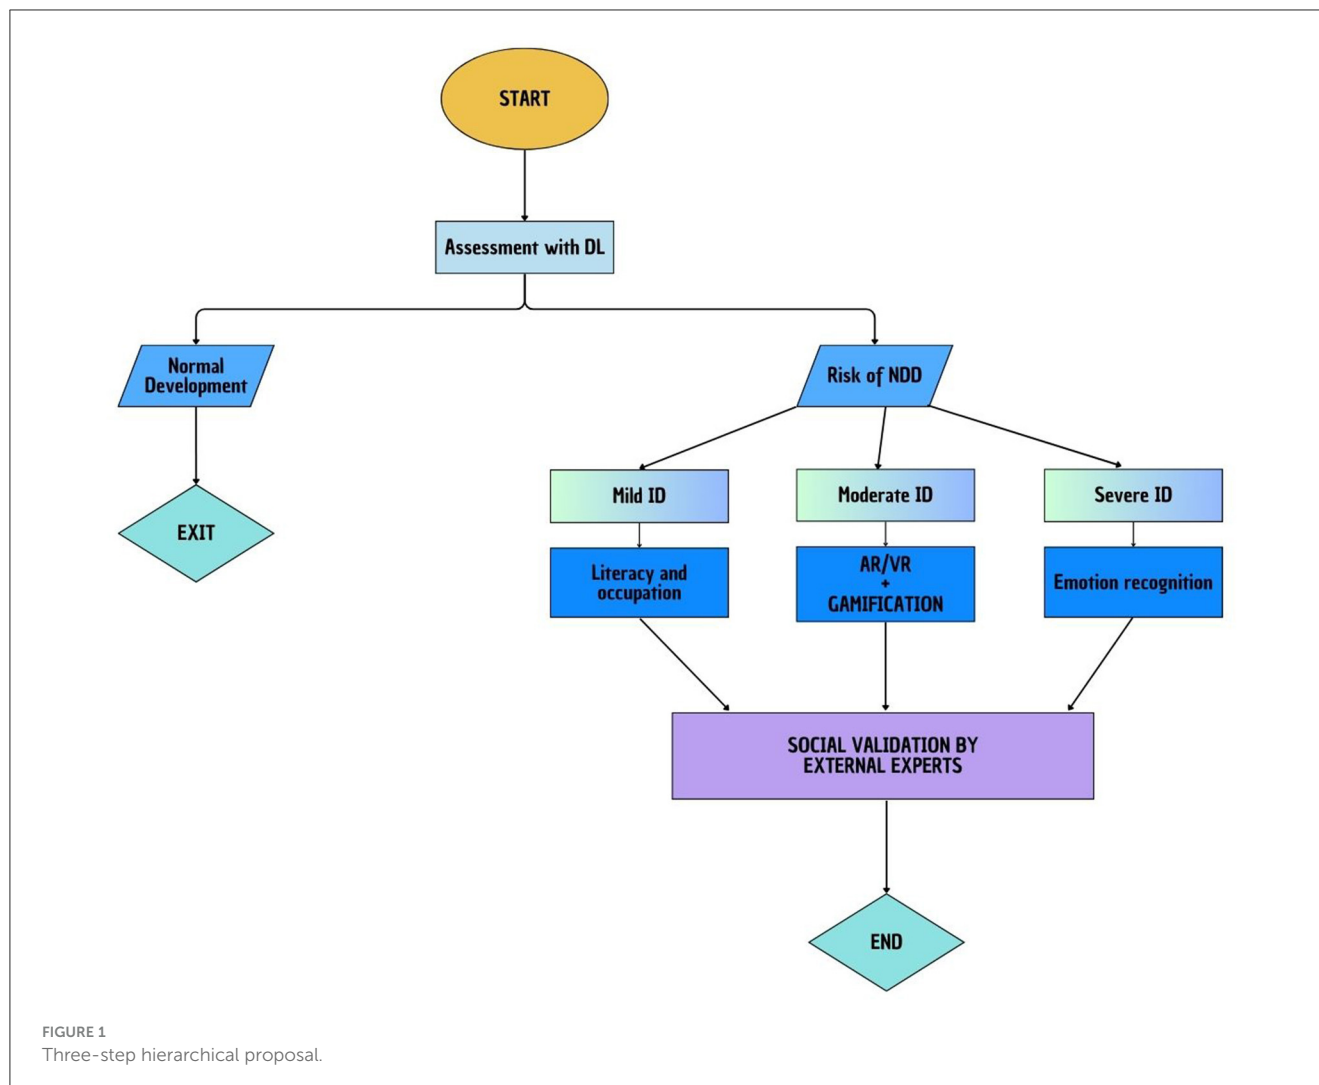 START
Assessment with DL
Normal
Development
Risk of NDD
EXIT
Mild ID
Moderate ID
Severe ID
Literacy and
occupation
AR/VR
+
GAMIFICATION
Emotion recognition
SOCIAL VALIDATION BY
EXTERNAL EXPERTS
END
FIGURE 1
Three-step hierarchical proposal.